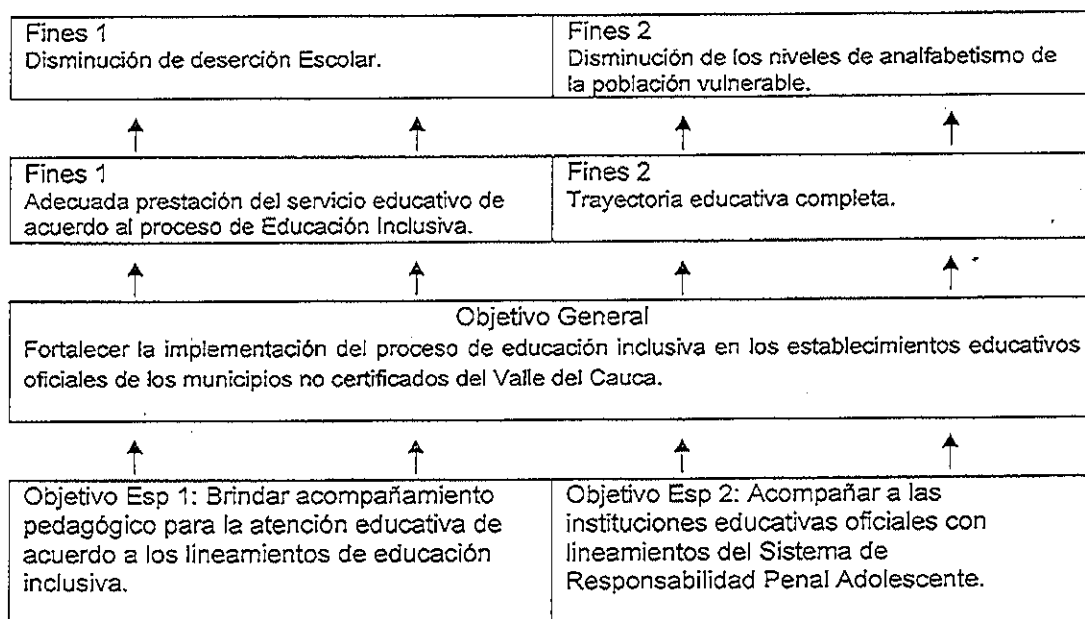 Fines 1
Disminución de deserción Escolar.
Fines 2
Disminución de los niveles de analfabetismo de
la población vulnerable.
Fines 1
Adecuada prestación del servicio educativo de
acuerdo al proceso de Educación Inclusiva.
Fines 2
Trayectoria educativa completa.
Objetivo General
Fortalecer la implementación del proceso de educación inclusiva en los establecimientos educativos
oficiales de los municipios no certificados del Valle del Cauca.
Objetivo Esp 1: Brindar acompañamiento
pedagógico para la atención educativa de
acuerdo a los lineamientos de educación
inclusiva.
Objetivo Esp 2: Acompañar a las
instituciones educativas oficiales con
lineamientos del Sistema de
Responsabilidad Penal Adolescente.